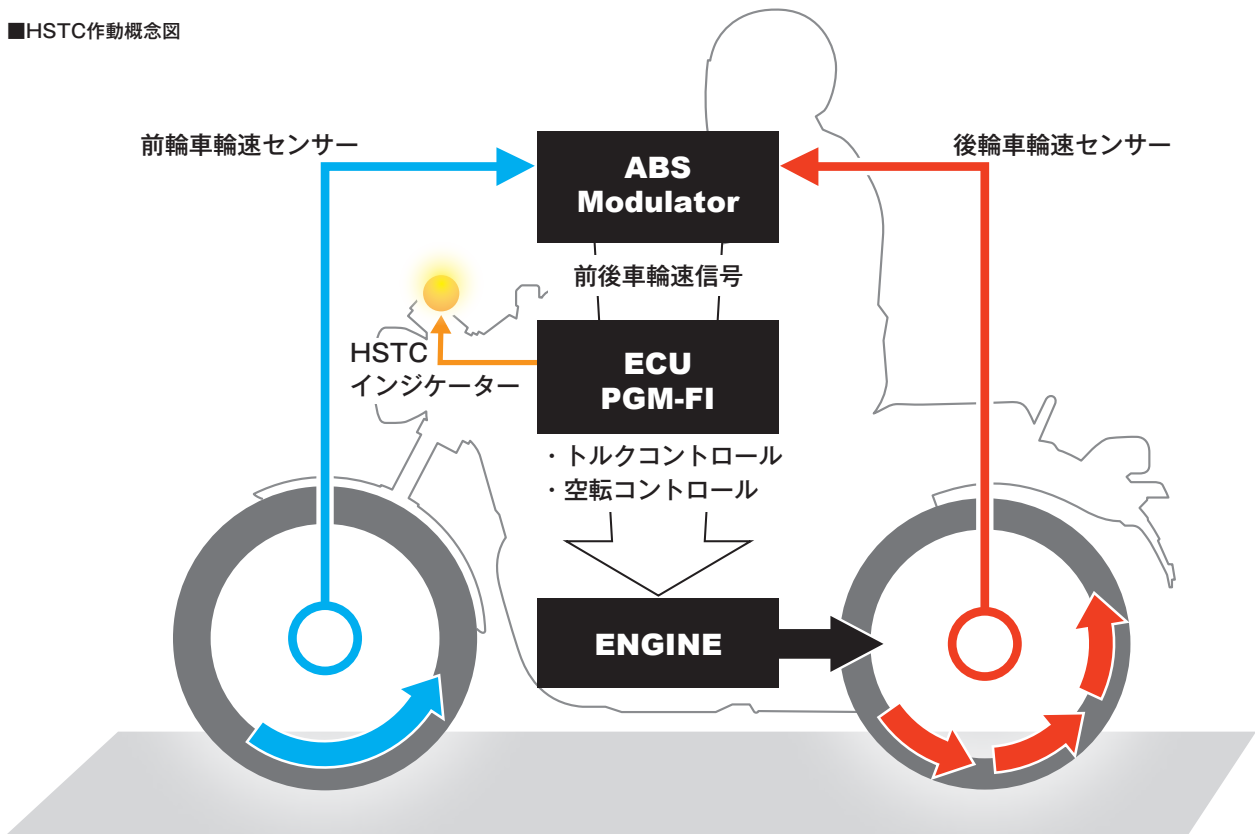 ■HSTC作動概念図
前輪車輪速センサー
後輪車輪速センサー
ABS
Modulator
前後車輪速信号
HSTC
インジケーター
ECU
PGM-FI
・トルクコントロール
・空転コントロール
ENGINE